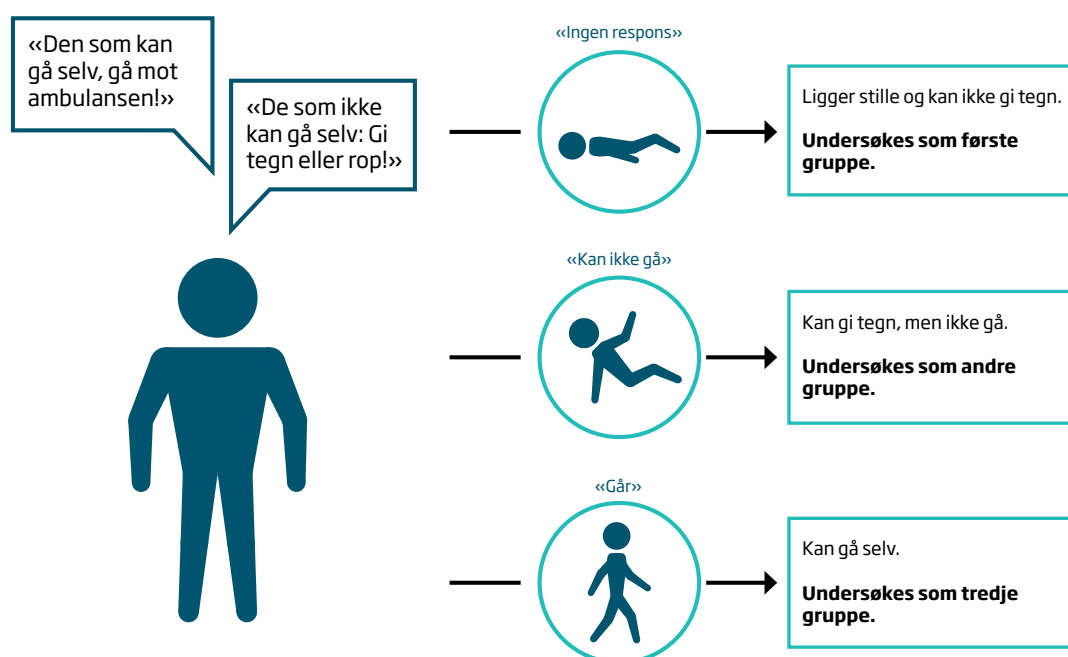 «Den som kan
gå selv, gå mot
ambulansen!»
«De som ikke
kan gå selv: Gi
tegn eller rop!»
«Ingen respons»
Ligger stille og kan ikke gi tegn.
Undersøkes som første
gruppe.
«Kan ikke gå»
Kan gi tegn, men ikke gå.
Undersøkes som andre
gruppe.
«Går»
Kan gå selv.
Undersøkes som tredje
gruppe.